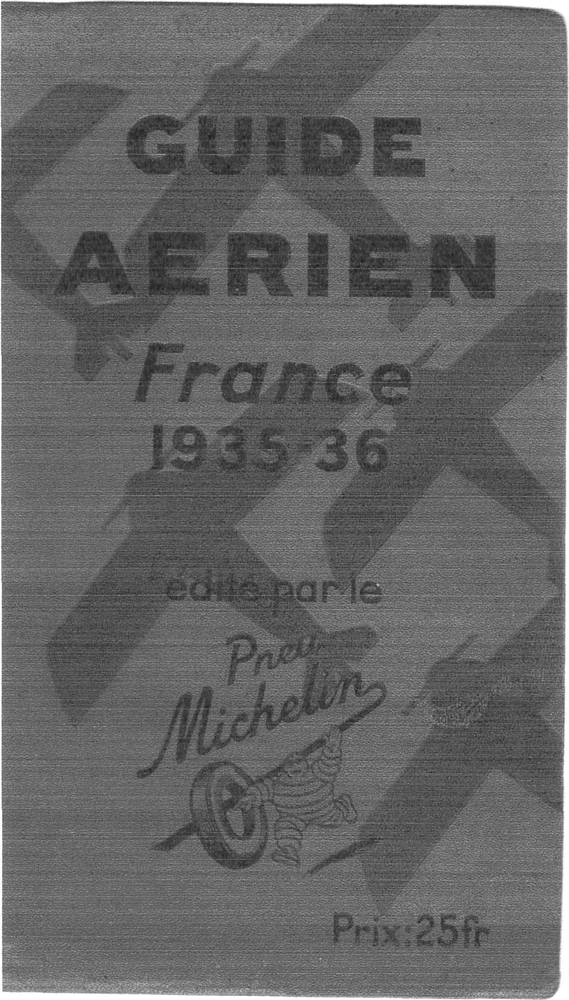 GUIDE
AERIEN
France
1935-36
édité par le
Pneu
Michelin
Prix:25fr